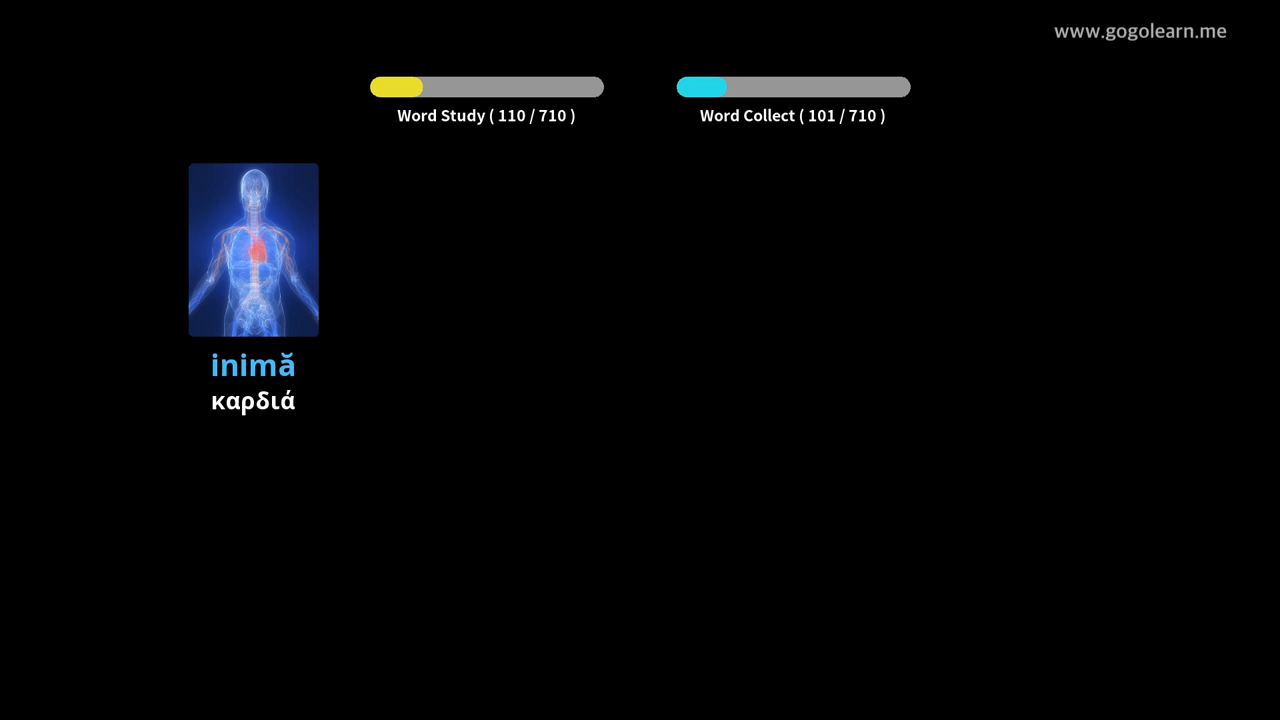 www.gogolearn.me
Word Study ( 110 / 710 )
Word Collect ( 101 / 710 )
inimă
καρδιά